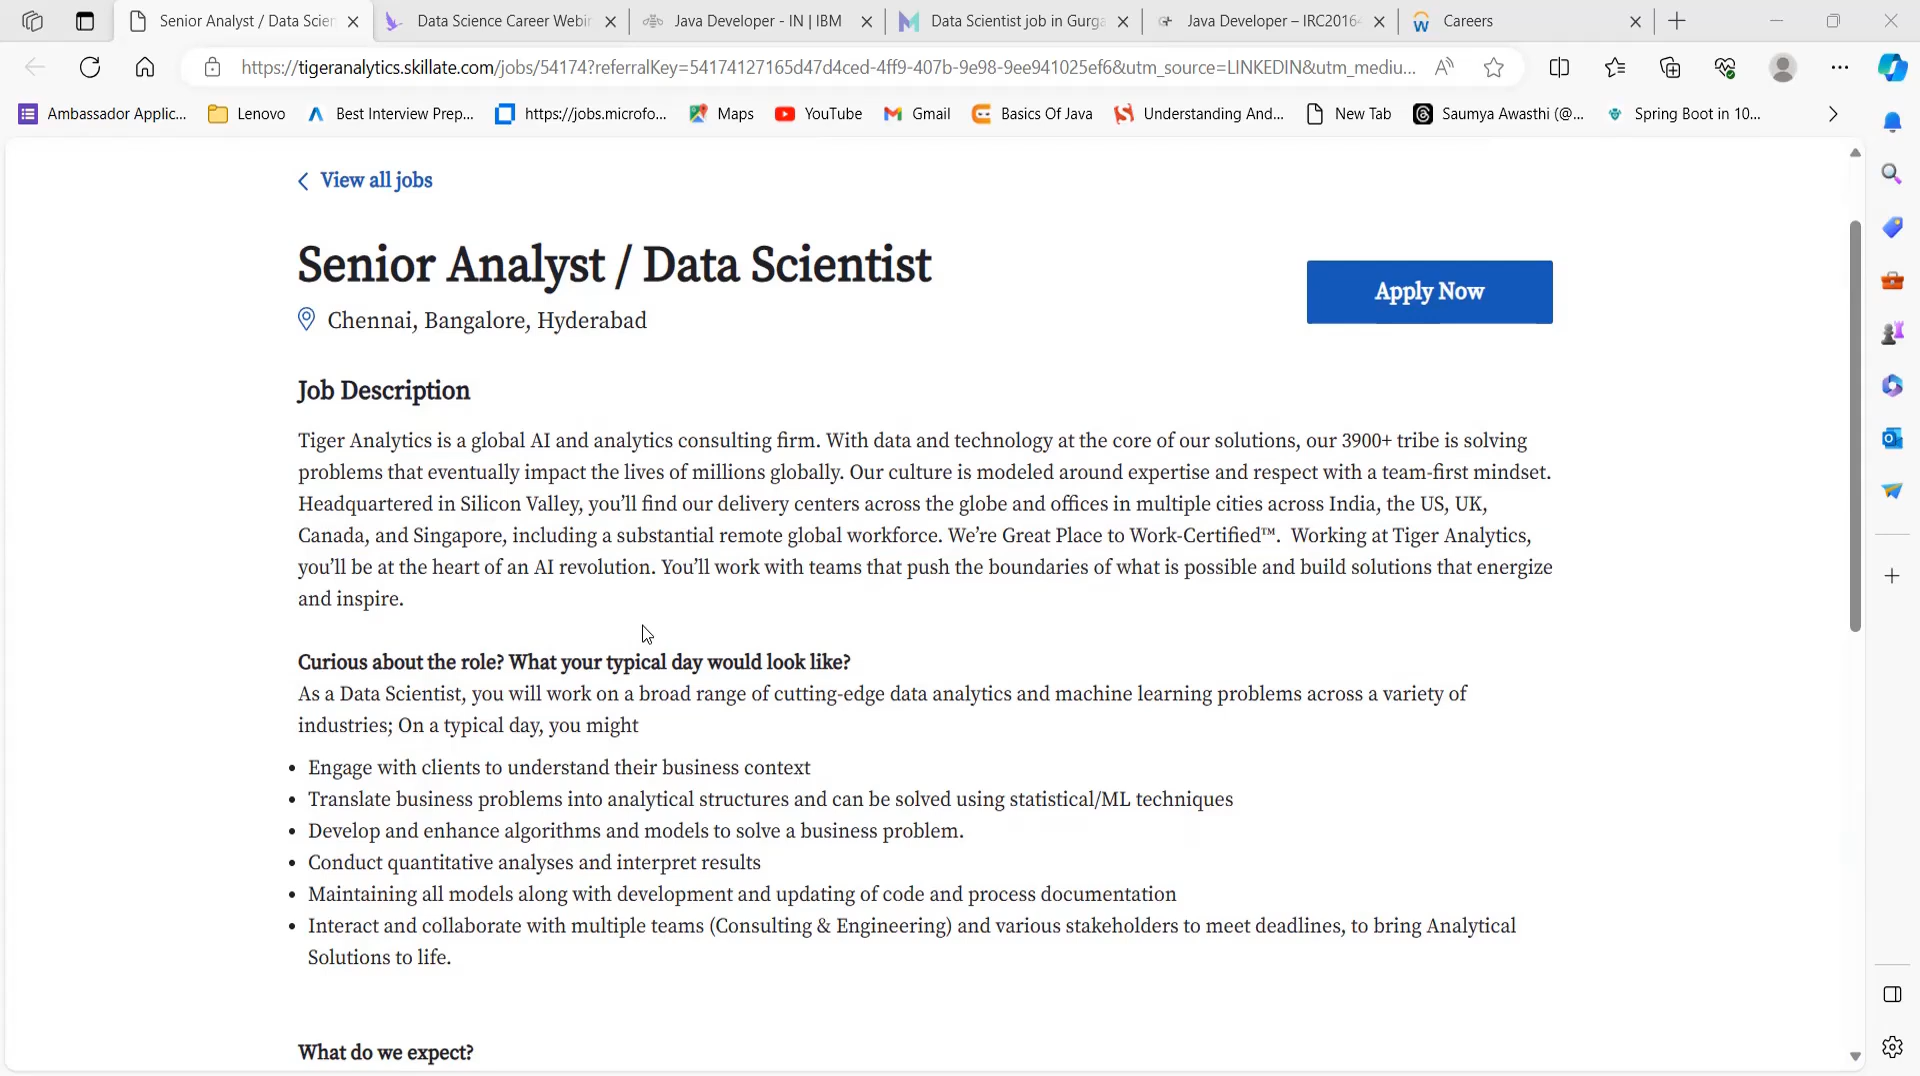 Senior Analyst / Data Scien
Data Science Career Webin
Java Developer - IN | IBM
Data Scientist job in Gurga
Java Developer – IRC20164
Careers
https://tigeranalytics.skillate.com/jobs/54174?referralKey=54174127165d47d4ced-4ff9-407b-9e98-9ee941025ef6&utm_source=LINKEDIN&utm_mediu...
Ambassador Applic...
Lenovo
Best Interview Prep...
https://jobs.microfo...
Maps
YouTube
Gmail
Basics Of Java
Understanding And...
New Tab
Saumya Awasthi (@...
Spring Boot in 10...
View all jobs
Senior Analyst / Data Scientist
Apply Now
Chennai, Bangalore, Hyderabad
Job Description
Tiger Analytics is a global AI and analytics consulting firm. With data and technology at the core of our solutions, our 3900+ tribe is solving
problems that eventually impact the lives of millions globally. Our culture is modeled around expertise and respect with a team-first mindset.
Headquartered in Silicon Valley, you’ll find our delivery centers across the globe and offices in multiple cities across India, the US, UK,
Canada, and Singapore, including a substantial remote global workforce. We’re Great Place to Work-Certified™. Working at Tiger Analytics,
you’ll be at the heart of an AI revolution. You’ll work with teams that push the boundaries of what is possible and build solutions that energize
and inspire.
Curious about the role? What your typical day would look like?
As a Data Scientist, you will work on a broad range of cutting-edge data analytics and machine learning problems across a variety of
industries; On a typical day, you might
• Engage with clients to understand their business context
• Translate business problems into analytical structures and can be solved using statistical/ML techniques
• Develop and enhance algorithms and models to solve a business problem.
• Conduct quantitative analyses and interpret results
• Maintaining all models along with development and updating of code and process documentation
• Interact and collaborate with multiple teams (Consulting & Engineering) and various stakeholders to meet deadlines, to bring Analytical
Solutions to life.
What do we expect?